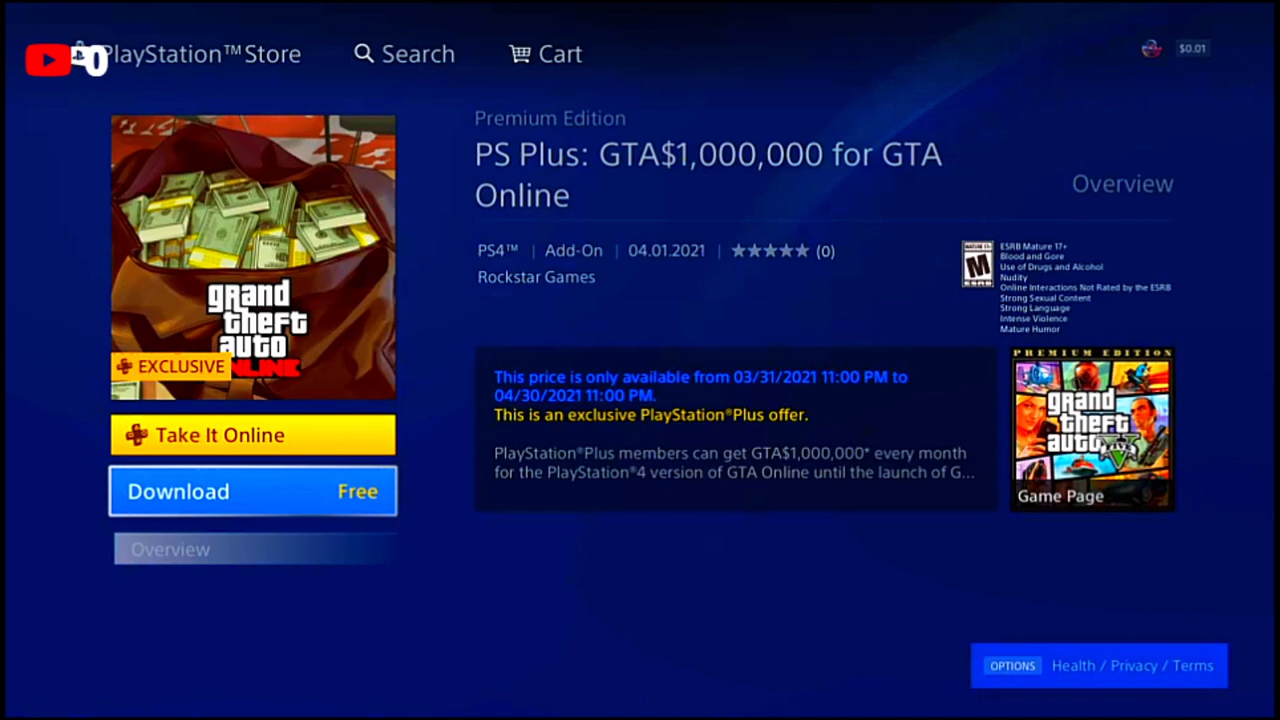 PlayStation™Store
Search
Cart
$0.01
0
Premium Edition
PS Plus: GTA$1,000,000 for GTA
Online
Overview
PS4™ | Add-On | 04.01.2021 | ★★★★★ (0)
Rockstar Games
MATURE 17+
M
ESRB
ESRB Mature 17+
Blood and Gore
Use of Drugs and Alcohol
Nudity
Online Interactions Not Rated by the ESRB
Strong Sexual Content
Strong Language
Intense Violence
Mature Humor
grand
theft
auto
ONLINE
EXCLUSIVE
Take It Online
Download Free
Overview
This price is only available from 03/31/2021 11:00 PM to
04/30/2021 11:00 PM.
This is an exclusive PlayStation®Plus offer.
PlayStation®Plus members can get GTA$1,000,000* every month
for the PlayStation®4 version of GTA Online until the launch of G...
PREMIUM EDITION
grand
theft
auto
V
FIVE
Game Page
OPTIONS Health / Privacy / Terms